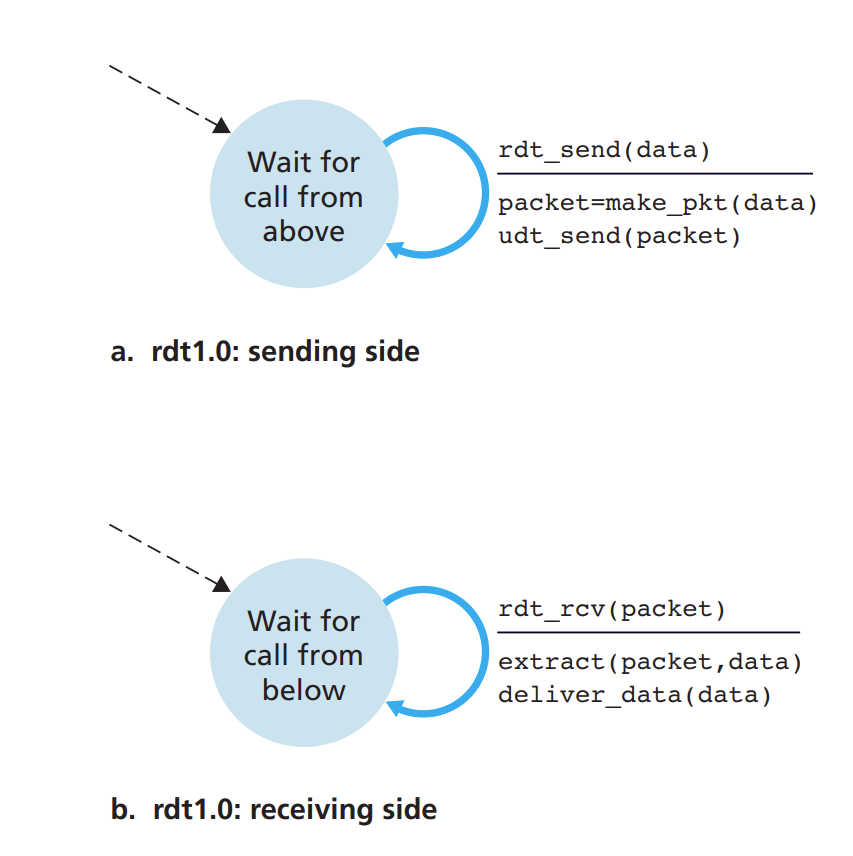 Wait for
call from
above
rdt_send(data)
packet=make_pkt(data)
udt_send(packet)
a. rdt1.0: sending side
Wait for
call from
below
rdt_rcv(packet)
extract(packet,data)
deliver_data(data)
b. rdt1.0: receiving side